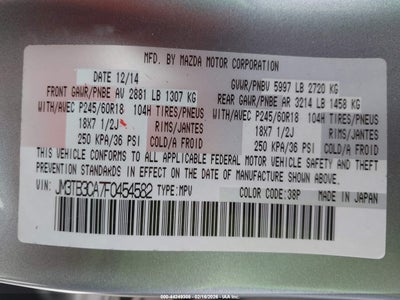 MFD. BY MAZDA MOTOR CORPORATION
DATE 12/14 GVWR/PNBV 5997 LB 2720 KG
FRONT GAWR/PNBE AV 2881 LB 1307 KG REAR GAWR/PNBE AR 3214 LB 1458 KG
WITH/AVEC P245/60R18 104H TIRES/PNEUS WITH/AVEC P245/60R18 104H TIRES/PNEUS
18X7 1/2J RIMS/JANTES 18X7 1/2J RIMS/JANTES
250 KPA/36 PSI COLD/A FROID 250 KPA/36 PSI COLD/A FROID
THIS VEHICLE CONFORMS TO ALL APPLICABLE FEDERAL MOTOR VEHICLE SAFETY AND THEFT
PREVENTION STANDARDS IN EFFECT ON THE DATE OF MANUFACTURE SHOWN ABOVE.
VIN: JM3TB3CA7F0454582 TYPE:MPV COLOR CODE:38P MADE IN JAPAN